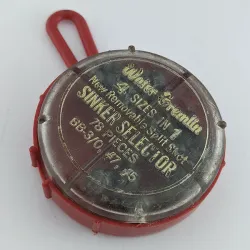 Water Gremlin
4 SIZES IN 1
New Removable Split Shot
SINKER SELECTOR
78 PIECES
BB-3/0, #7, #5